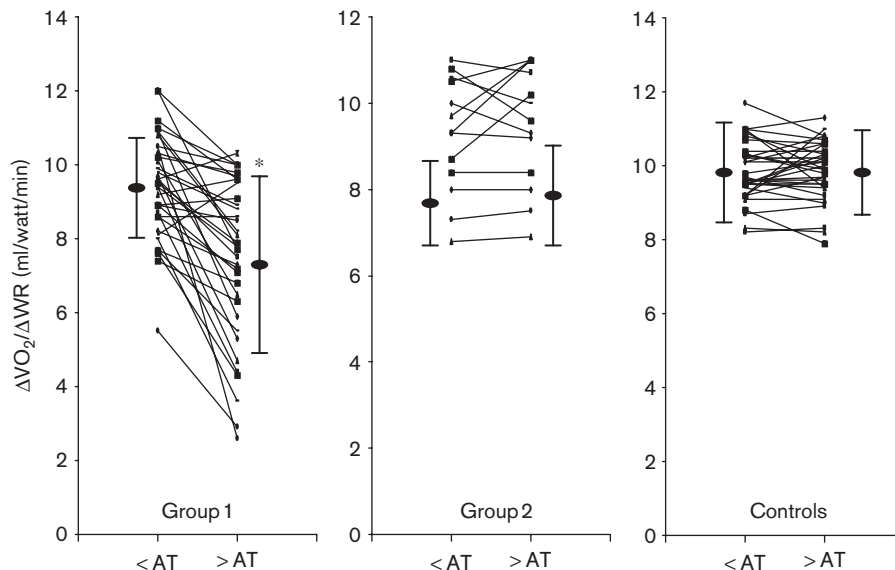 ΔVO₂/ΔWR (ml/watt/min)
14
12
10
8
6
4
2
0
*
Group 1
< AT
> AT
12
10
8
6
4
2
0
Group 2
< AT
> AT
14
12
10
8
6
4
2
0
Controls
< AT
> AT